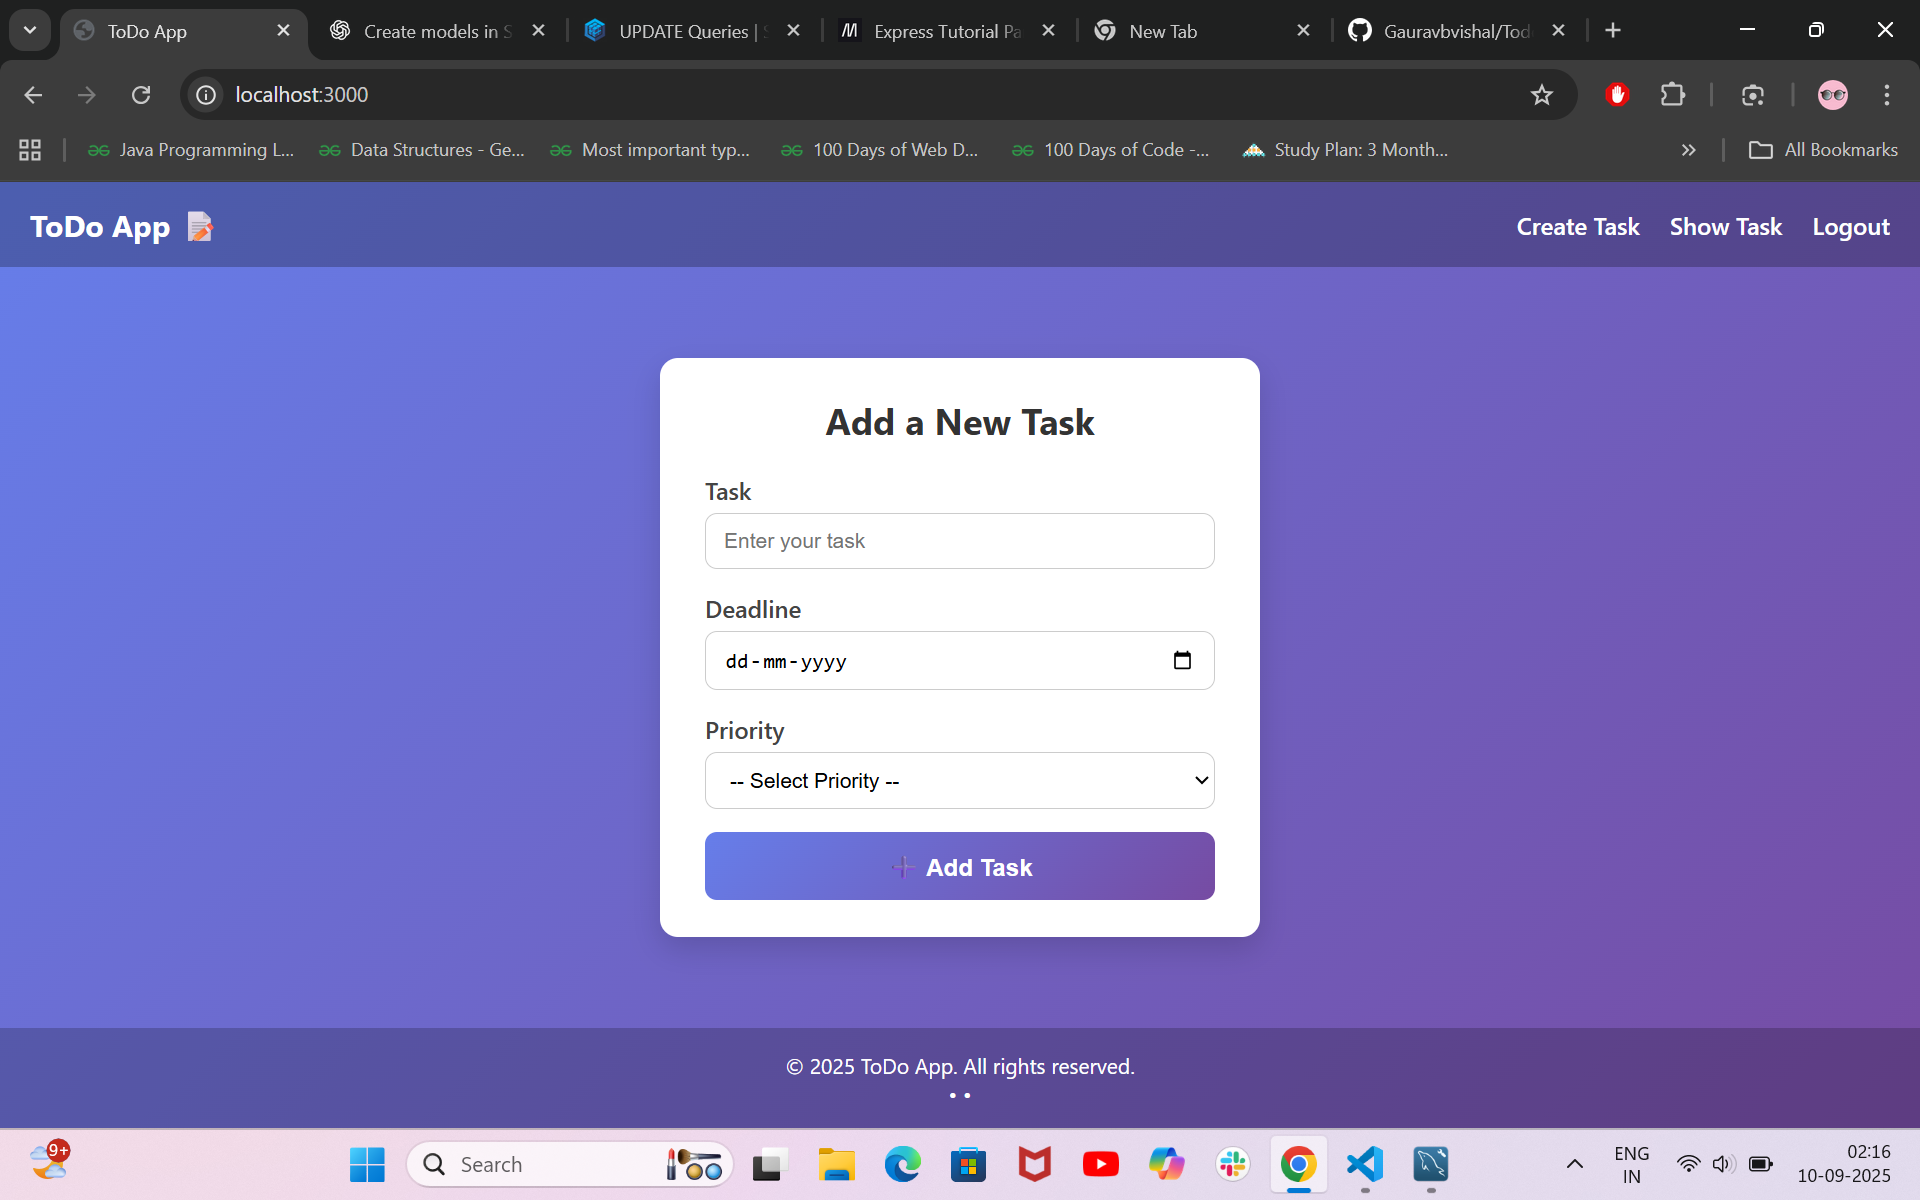 ToDo App
Create models in S
UPDATE Queries | S
Express Tutorial Pa
New Tab
Gauravbvishal/Tod
localhost:3000
Java Programming L...
Data Structures - Ge...
Most important typ...
100 Days of Web D...
100 Days of Code -...
Study Plan: 3 Month...
All Bookmarks
ToDo App
Create Task
Show Task
Logout
Add a New Task
Task
Enter your task
Deadline
dd-mm-yyyy
Priority
-- Select Priority --
Add Task
© 2025 ToDo App. All rights reserved.
• •
9+
Search
ENG
IN
02:16
10-09-2025